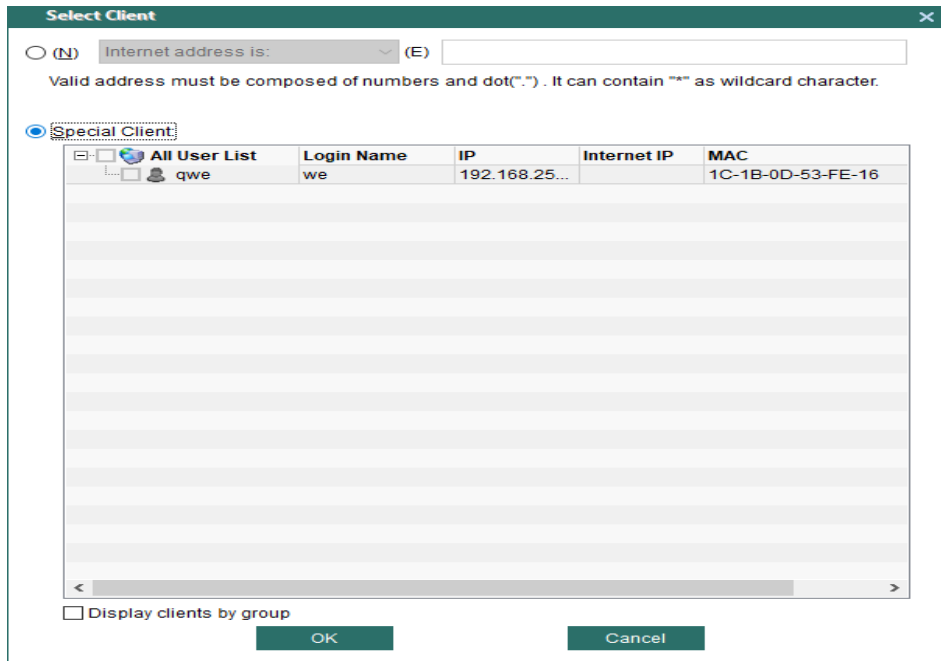 Select Client
(N) Internet address is: (E)
Valid address must be composed of numbers and dot(".") . It can contain "*" as wildcard character.
Special Client:
All User List Login Name IP Internet IP MAC
qwe we 192.168.25... 1C-1B-0D-53-FE-16
Display clients by group
OK Cancel